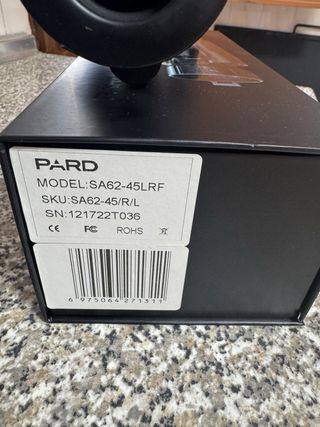 PARD
MODEL:SA62-45LRF
SKU:SA62-45/R/L
SN:121722T036
CE FC ROHS
6 975064 271311